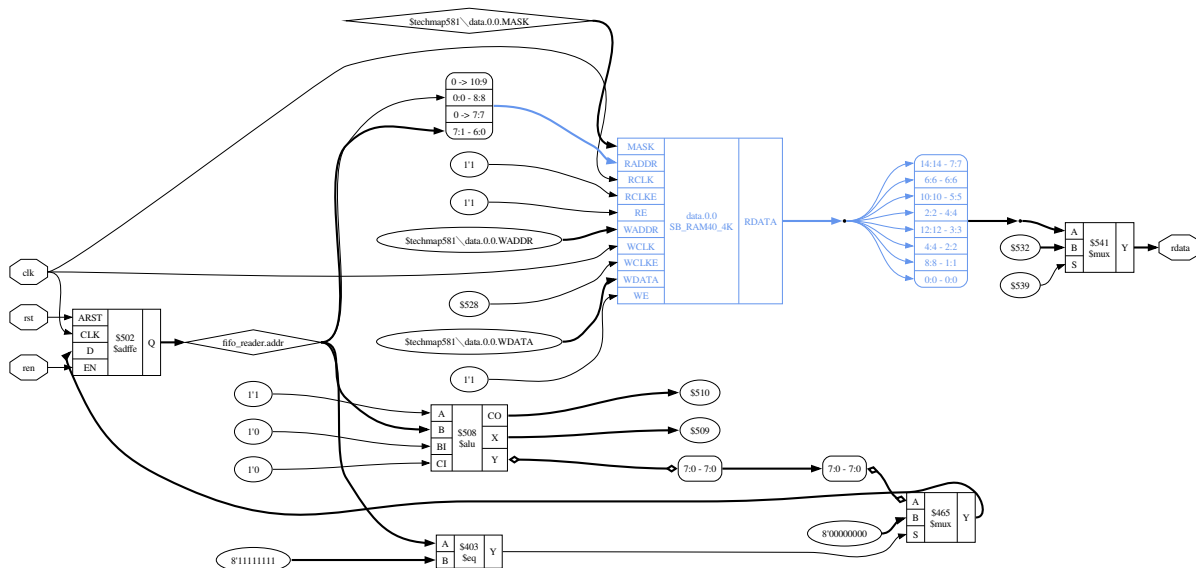 $techmap581\data.0.0.MASK
0 -> 10:9
0:0 - 8:8
0 -> 7:7
7:1 - 6:0
1'1
1'1
$techmap581\data.0.0.WADDR
$528
$techmap581\data.0.0.WDATA
1'1
MASK
RADDR
RCLK
RCLKE
RE
WADDR
WCLK
WCLKE
WDATA
WE
data.0.0
SB_RAM40_4K
RDATA
14:14 - 7:7
6:6 - 6:6
10:10 - 5:5
2:2 - 4:4
12:12 - 3:3
4:4 - 2:2
8:8 - 1:1
0:0 - 0:0
$532
$539
A
B
S
$541
$mux
Y
rdata
clk
rst
ren
ARST
CLK
D
EN
$502
$adffe
Q
fifo_reader.addr
1'1
1'0
1'0
A
B
BI
CI
$508
$alu
CO
X
Y
$510
$509
7:0 - 7:0
7:0 - 7:0
8'00000000
A
B
S
$465
$mux
Y
8'11111111
A
B
$403
$eq
Y